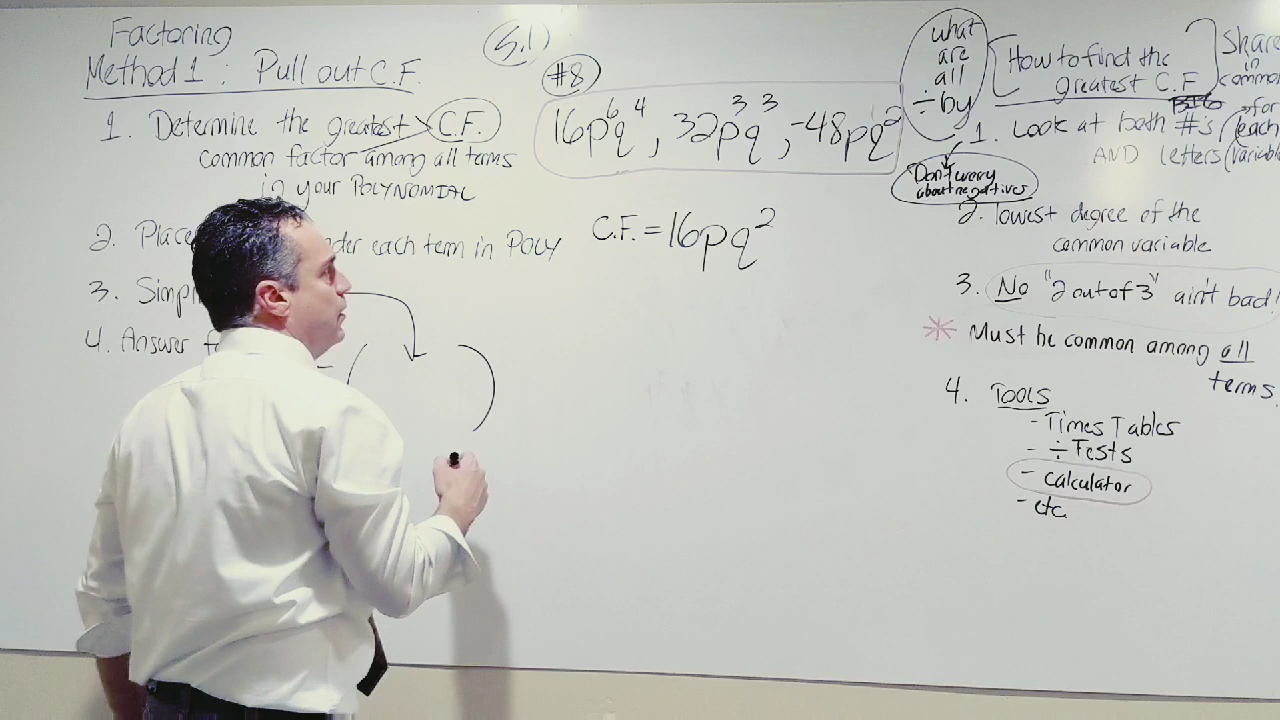 Factoring
Method 1: Pull out C.F.
1. Determine the greatest C.F.
common factor among all terms
in your POLYNOMIAL
2. Place each term in POLY
3.
4. Answer
5.1
#8
16p⁶q⁴, 32p³q³, -48pq²
C.F. = 16pq²
what
are
all
÷ by
How to find the
greatest C.F.
BIG
Share
in
common
1. Look at both #'s
AND letters
for
each
variable
Don't worry
about negatives
2. lowest degree of the
common variable
3. No "2 out of 3" ain't bad!
* Must be common among all
terms.
4. TOOLS
- Times Tables
- ÷ Tests
- calculator
- etc